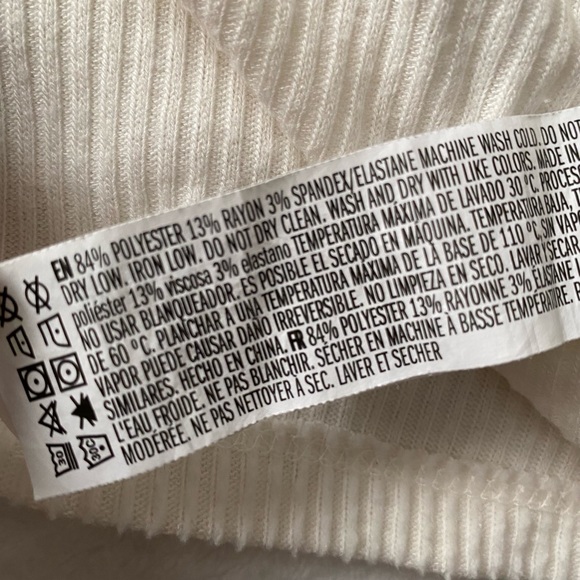 EN 84% POLYESTER 13% RAYON 3% SPANDEX/ELASTANE MACHINE WASH COLD. DO NOT
DRY LOW. IRON LOW. DO NOT DRY CLEAN. WASH AND DRY WITH LIKE COLORS. MADE IN
poliéster 13% viscosa 3% elastano TEMPERATURA MÁXIMA DE LAVADO 30 °C. PROCESO
NO USAR BLANQUEADOR. ES POSIBLE EL SECADO EN MÁQUINA. TEMPERATURA BAJA,
DE 60 °C. PLANCHAR A UNA TEMPERATURA MÁXIMA DE LA BASE DE 110 °C, SIN VAPOR
VAPOR PUEDE CAUSAR DAÑO IRREVERSIBLE. NO LIMPIEZA EN SECO. LAVAR Y SECAR
SIMILARES. HECHO EN CHINA. FR 84% POLYESTER 13% RAYONNE 3% ELASTANE
L'EAU FROIDE. NE PAS BLANCHIR. SÉCHER EN MACHINE À BASSE TEMPÉRATURE.
MODÉRÉE. NE PAS NETTOYER À SEC. LAVER ET SÉCHER
30
30C